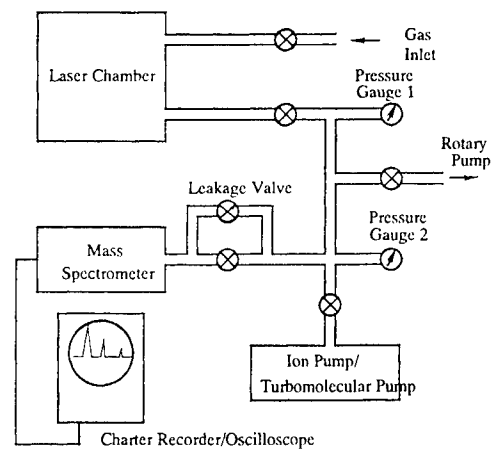 Gas
Inlet
Laser Chamber
Pressure
Gauge 1
Rotary
Pump
Leakage Valve
Pressure
Gauge 2
Mass
Spectrometer
Ion Pump/
Turbomolecular Pump
Charter Recorder/Oscilloscope